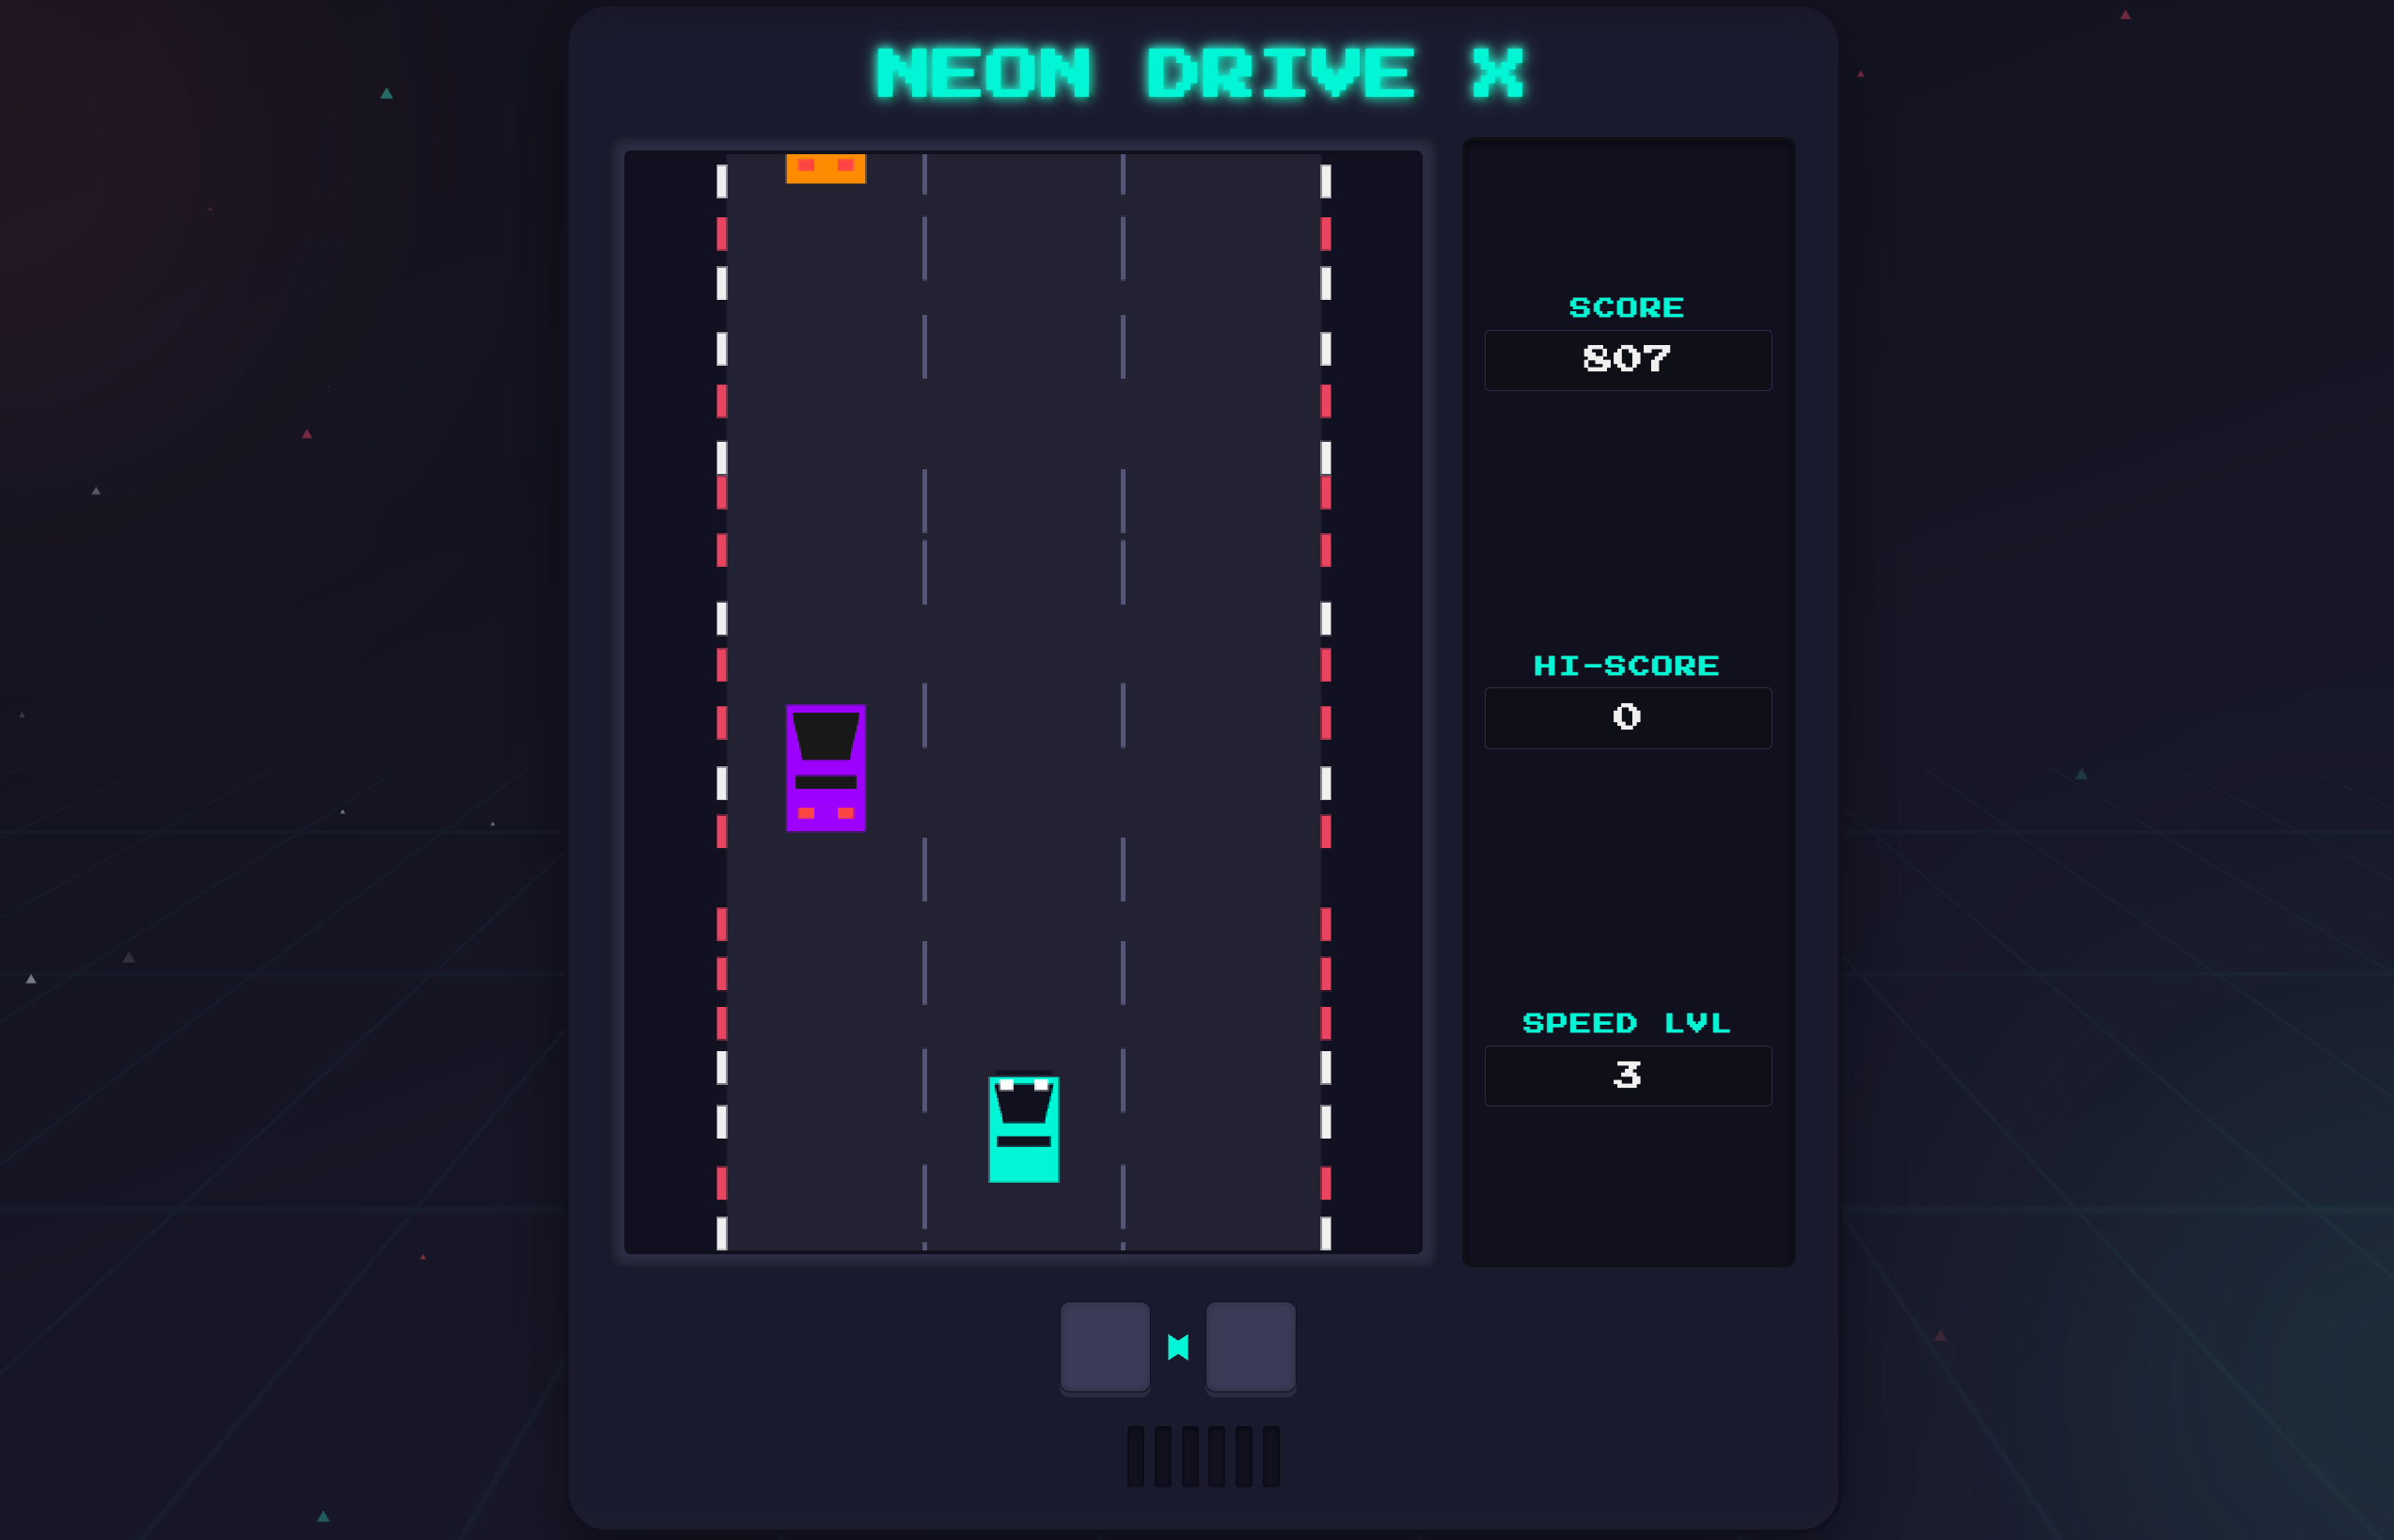 NEON DRIVE X
SCORE
807
HI-SCORE
0
SPEED LVL
3